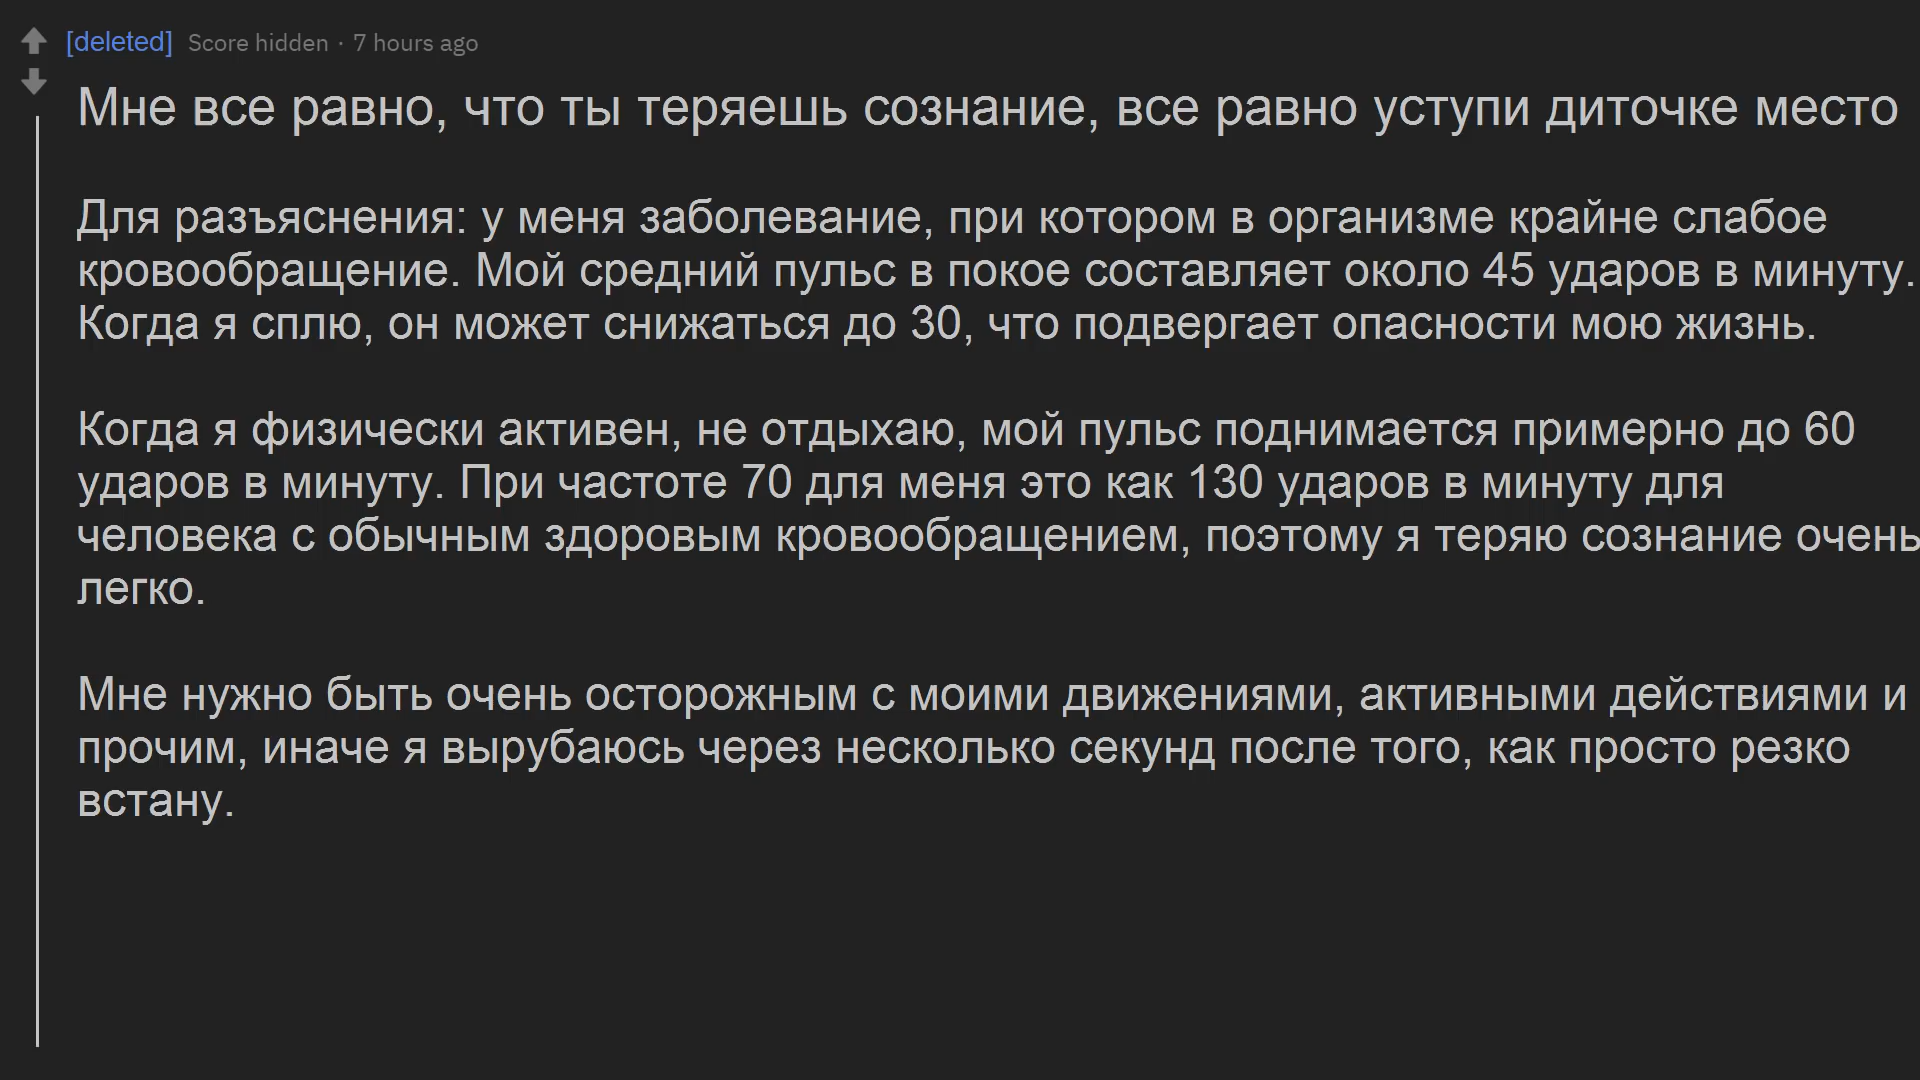 [deleted] Score hidden · 7 hours ago
Мне все равно, что ты теряешь сознание, все равно уступи диточке место
Для разъяснения: у меня заболевание, при котором в организме крайне слабое
кровообращение. Мой средний пульс в покое составляет около 45 ударов в минуту.
Когда я сплю, он может снижаться до 30, что подвергает опасности мою жизнь.
Когда я физически активен, не отдыхаю, мой пульс поднимается примерно до 60
ударов в минуту. При частоте 70 для меня это как 130 ударов в минуту для
человека с обычным здоровым кровообращением, поэтому я теряю сознание очень
легко.
Мне нужно быть очень осторожным с моими движениями, активными действиями и
прочим, иначе я вырубаюсь через несколько секунд после того, как просто резко
встану.